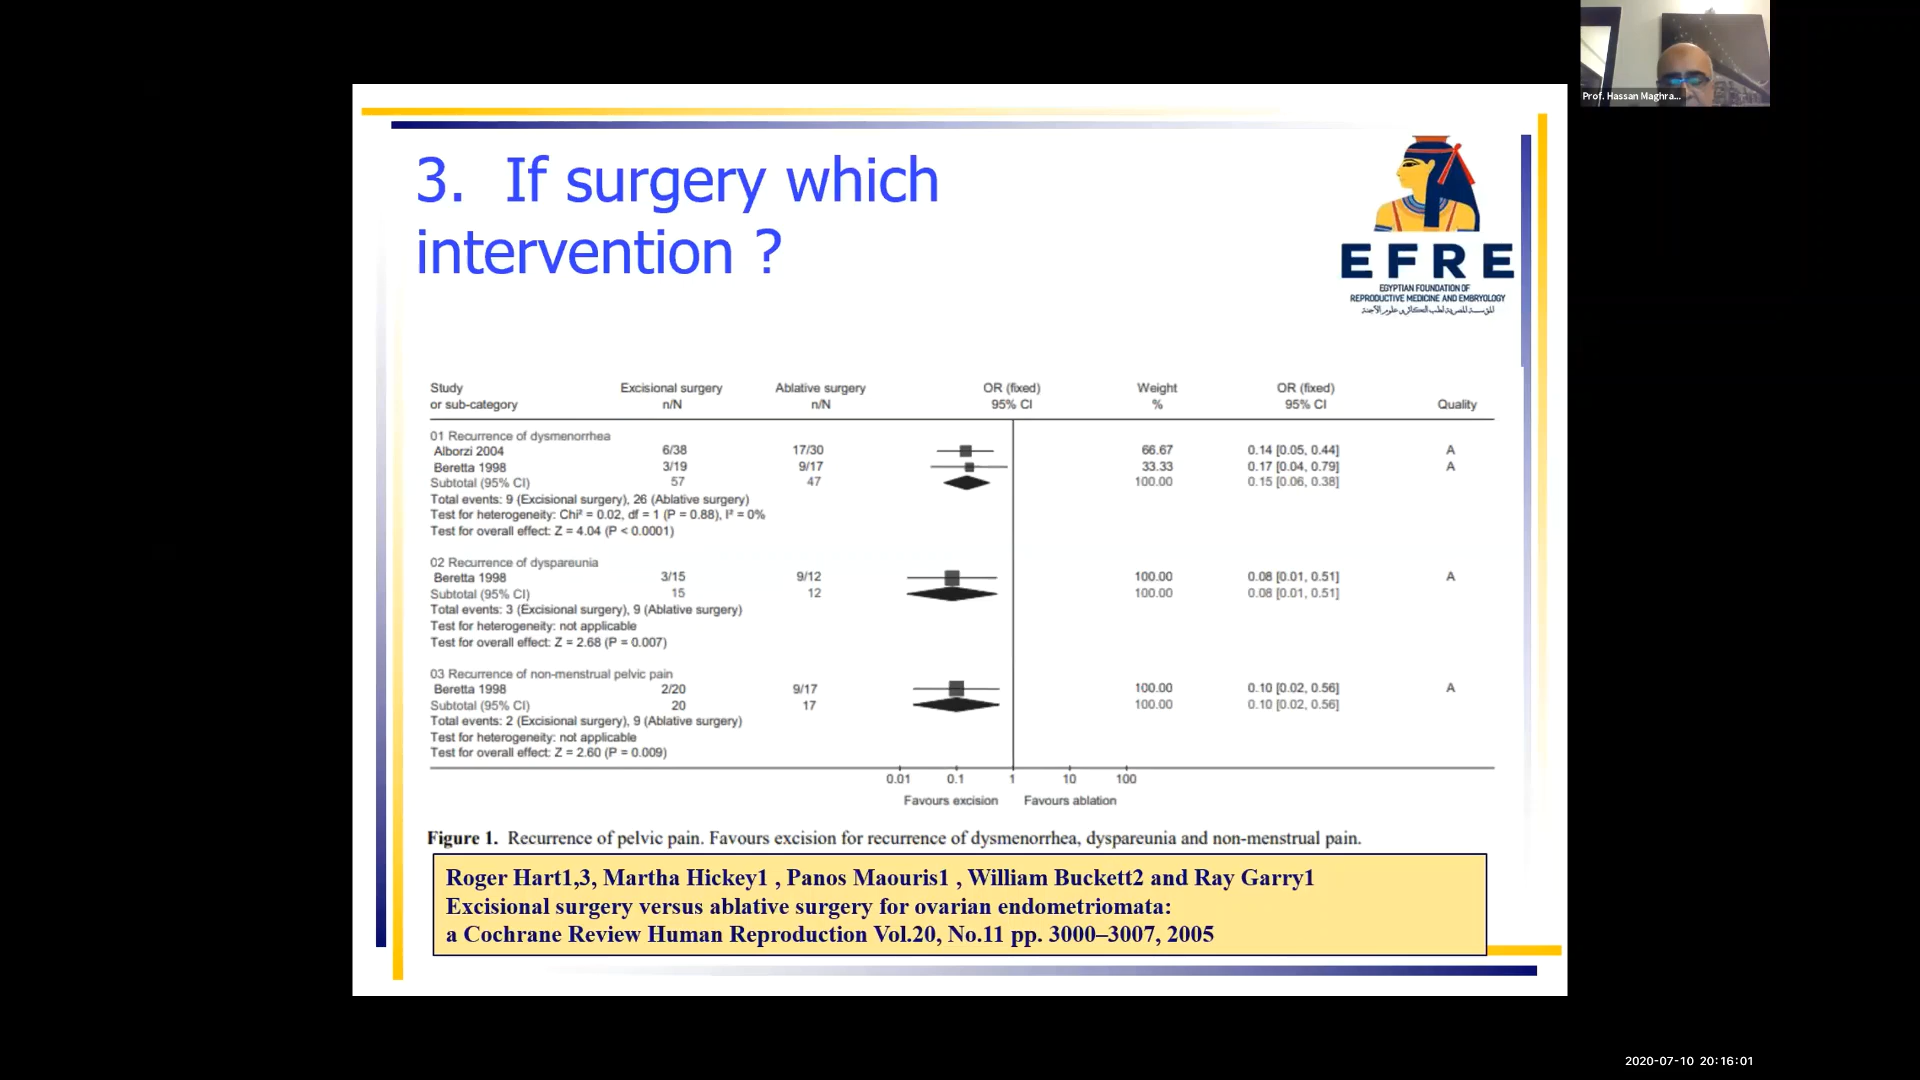 Prof. Hassan Maghra...
3. If surgery which
intervention ?
EFRE
EGYPTIAN FOUNDATION OF
REPRODUCTIVE MEDICINE AND EMBRYOLOGY
المؤسسة المصرية لطب التكاثر و علوم الأجنة
Study Excisional surgery Ablative surgery OR (fixed) Weight OR (fixed)
or sub-category n/N n/N 95% CI % 95% CI Quality
01 Recurrence of dysmenorrhea
Alborzi 2004 6/38 17/30 66.67 0.14 [0.05, 0.44] A
Beretta 1998 3/19 9/17 33.33 0.17 [0.04, 0.79] A
Subtotal (95% CI) 57 47 100.00 0.15 [0.06, 0.38]
Total events: 9 (Excisional surgery), 26 (Ablative surgery)
Test for heterogeneity: Chi² = 0.02, df = 1 (P = 0.88), I² = 0%
Test for overall effect: Z = 4.04 (P < 0.0001)
02 Recurrence of dyspareunia
Beretta 1998 3/15 9/12 100.00 0.08 [0.01, 0.51] A
Subtotal (95% CI) 15 12 100.00 0.08 [0.01, 0.51]
Total events: 3 (Excisional surgery), 9 (Ablative surgery)
Test for heterogeneity: not applicable
Test for overall effect: Z = 2.68 (P = 0.007)
03 Recurrence of non-menstrual pelvic pain
Beretta 1998 2/20 9/17 100.00 0.10 [0.02, 0.56] A
Subtotal (95% CI) 20 17 100.00 0.10 [0.02, 0.56]
Total events: 2 (Excisional surgery), 9 (Ablative surgery)
Test for heterogeneity: not applicable
Test for overall effect: Z = 2.60 (P = 0.009)
0.01 0.1 1 10 100
Favours excision Favours ablation
Figure 1. Recurrence of pelvic pain. Favours excision for recurrence of dysmenorrhea, dyspareunia and non-menstrual pain.
Roger Hart1,3, Martha Hickey1 , Panos Maouris1 , William Buckett2 and Ray Garry1
Excisional surgery versus ablative surgery for ovarian endometriomata:
a Cochrane Review Human Reproduction Vol.20, No.11 pp. 3000–3007, 2005
2020-07-10 20:16:01